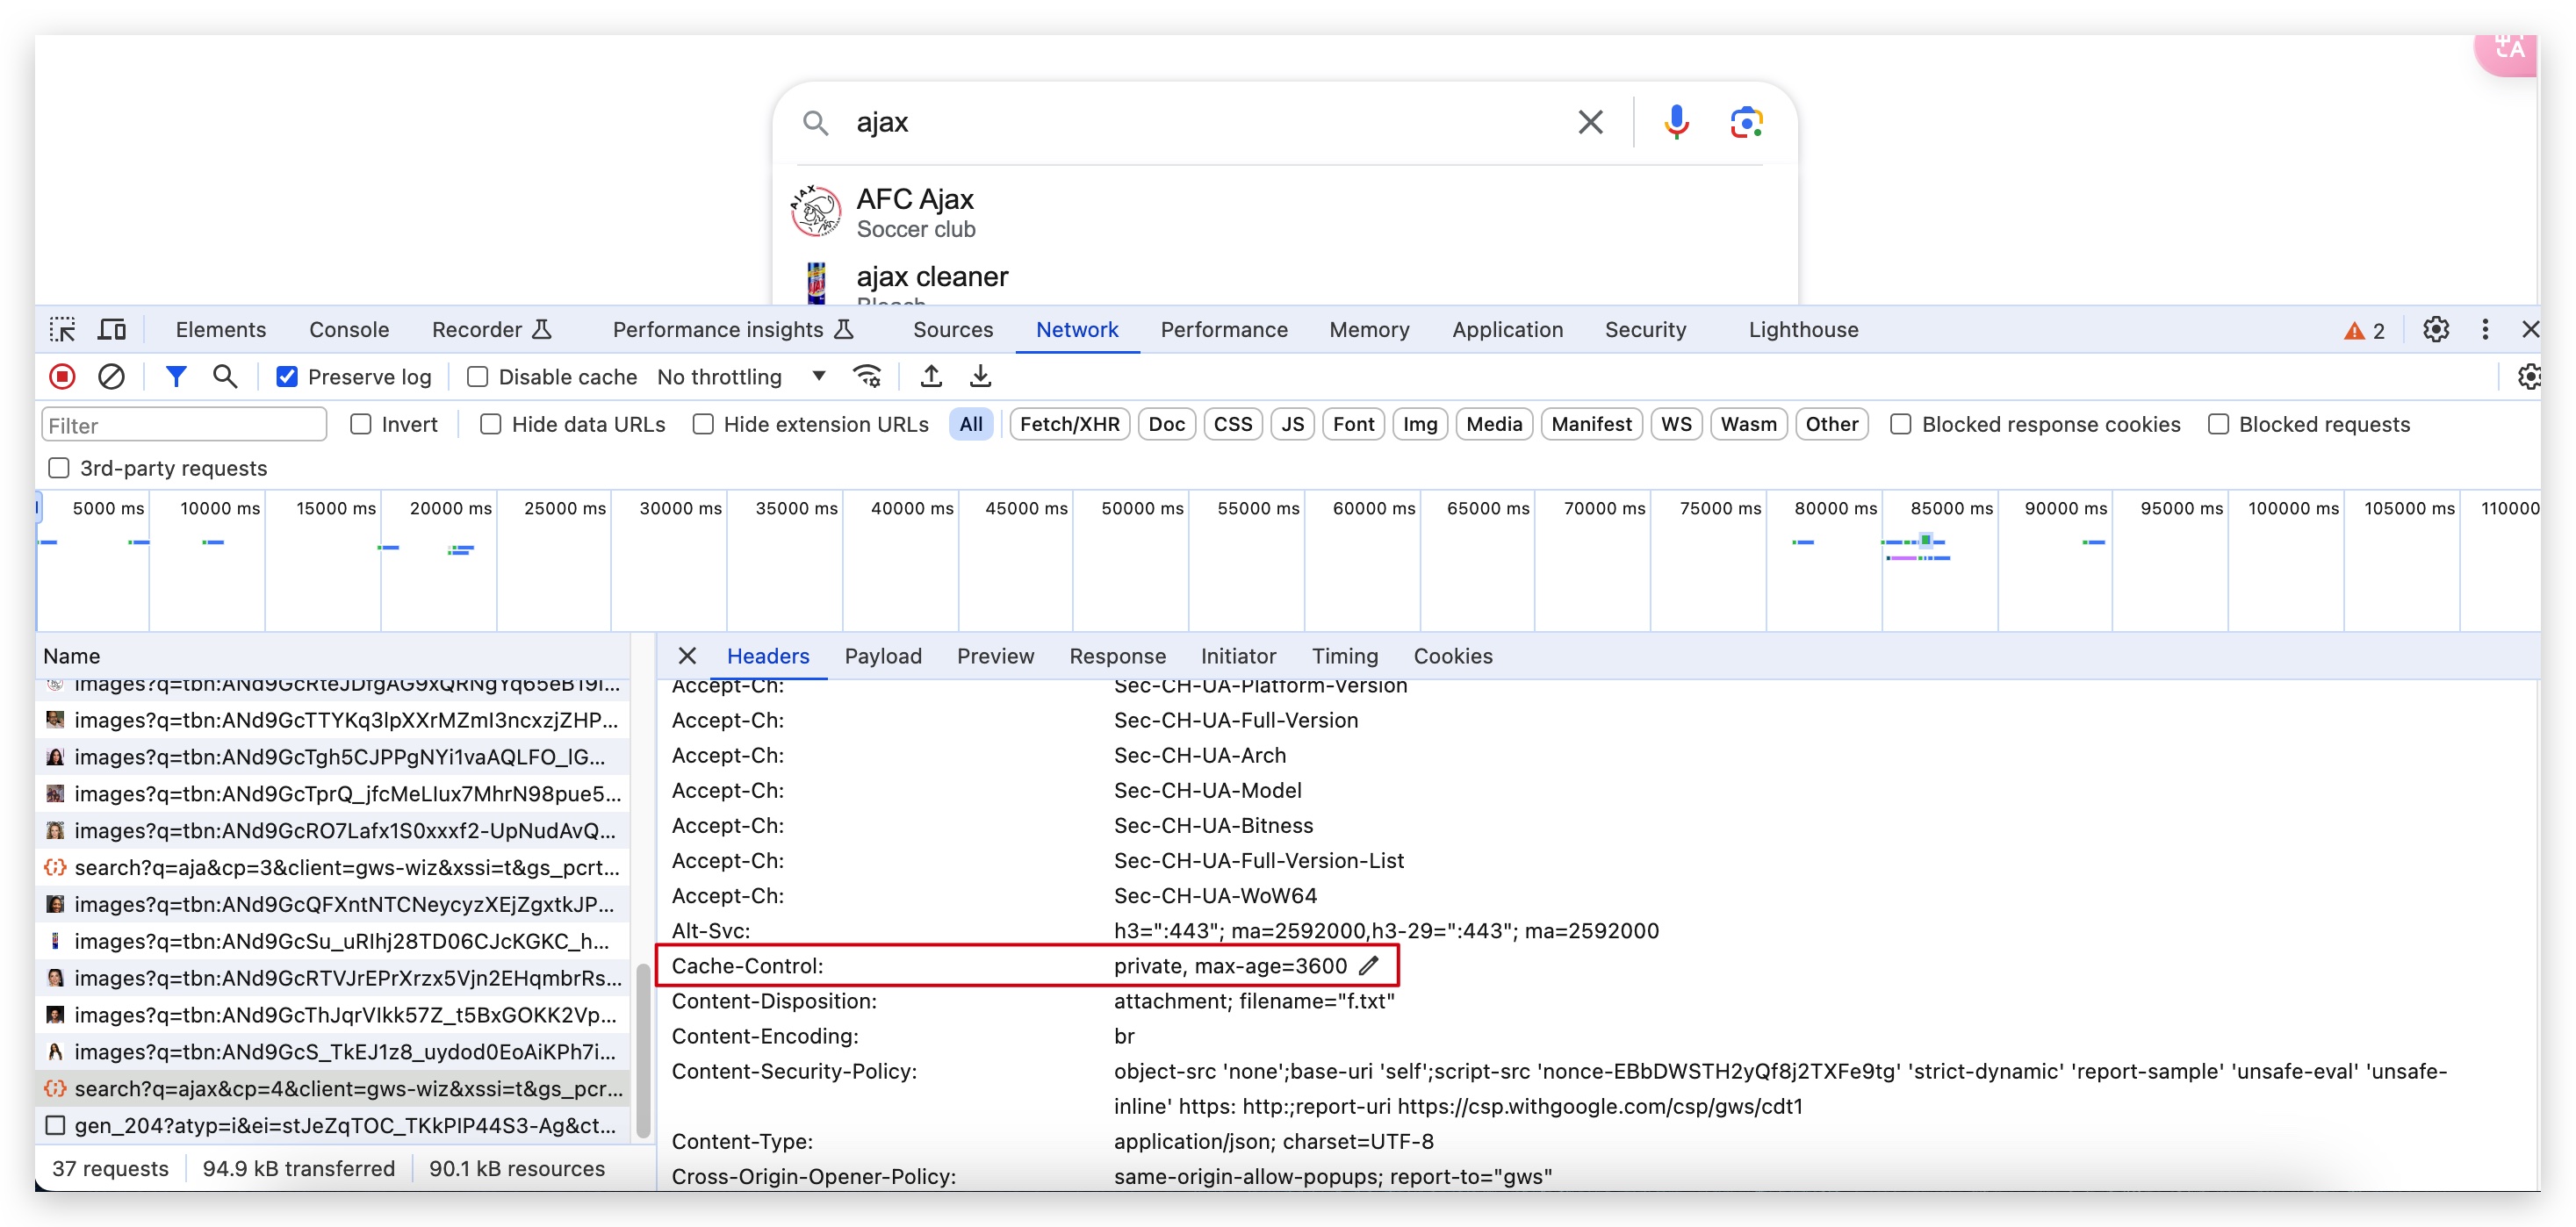 ajax
AFC Ajax
Soccer club
ajax cleaner
Bleach
Elements Console Recorder Performance insights Sources Network Performance Memory Application Security Lighthouse 2
Preserve log Disable cache No throttling
Filter Invert Hide data URLs Hide extension URLs All Fetch/XHR Doc CSS JS Font Img Media Manifest WS Wasm Other Blocked response cookies Blocked requests
3rd-party requests
5000 ms 10000 ms 15000 ms 20000 ms 25000 ms 30000 ms 35000 ms 40000 ms 45000 ms 50000 ms 55000 ms 60000 ms 65000 ms 70000 ms 75000 ms 80000 ms 85000 ms 90000 ms 95000 ms 100000 ms 105000 ms 110000
Name
images?q=tbn:ANd9GcTTYKq3lpXXrMZmI3ncxzjZHP...
images?q=tbn:ANd9GcTgh5CJPPgNYi1vaAQLFO_lG...
images?q=tbn:ANd9GcTprQ_jfcMeLlux7MhrN98pue5...
images?q=tbn:ANd9GcRO7Lafx1S0xxxf2-UpNudAvQ...
search?q=aja&cp=3&client=gws-wiz&xssi=t&gs_pcrt...
images?q=tbn:ANd9GcQFXntNTCNeycyzXEjZgxtkJP...
images?q=tbn:ANd9GcSu_uRlhj28TD06CJcKGKC_h...
images?q=tbn:ANd9GcRTVJrEPrXrzx5Vjn2EHqmbrRs...
images?q=tbn:ANd9GcThJqrVlkk57Z_t5BxGOKK2Vp...
images?q=tbn:ANd9GcS_TkEJ1z8_uydod0EoAiKPh7i...
search?q=ajax&cp=4&client=gws-wiz&xssi=t&gs_pcr...
gen_204?atyp=i&ei=stJeZqTOC_TKkPIP44S3-Ag&ct...
37 requests 94.9 kB transferred 90.1 kB resources
Headers Payload Preview Response Initiator Timing Cookies
Accept-Ch: Sec-CH-UA-Platform-Version
Accept-Ch: Sec-CH-UA-Full-Version
Accept-Ch: Sec-CH-UA-Arch
Accept-Ch: Sec-CH-UA-Model
Accept-Ch: Sec-CH-UA-Bitness
Accept-Ch: Sec-CH-UA-Full-Version-List
Accept-Ch: Sec-CH-UA-WoW64
Alt-Svc: h3=":443"; ma=2592000,h3-29=":443"; ma=2592000
Cache-Control: private, max-age=3600
Content-Disposition: attachment; filename="f.txt"
Content-Encoding: br
Content-Security-Policy: object-src 'none';base-uri 'self';script-src 'nonce-EBbDWSTH2yQf8j2TXFe9tg' 'strict-dynamic' 'report-sample' 'unsafe-eval' 'unsafe-
inline' https: http:;report-uri https://csp.withgoogle.com/csp/gws/cdt1
Content-Type: application/json; charset=UTF-8
Cross-Origin-Opener-Policy: same-origin-allow-popups; report-to="gws"